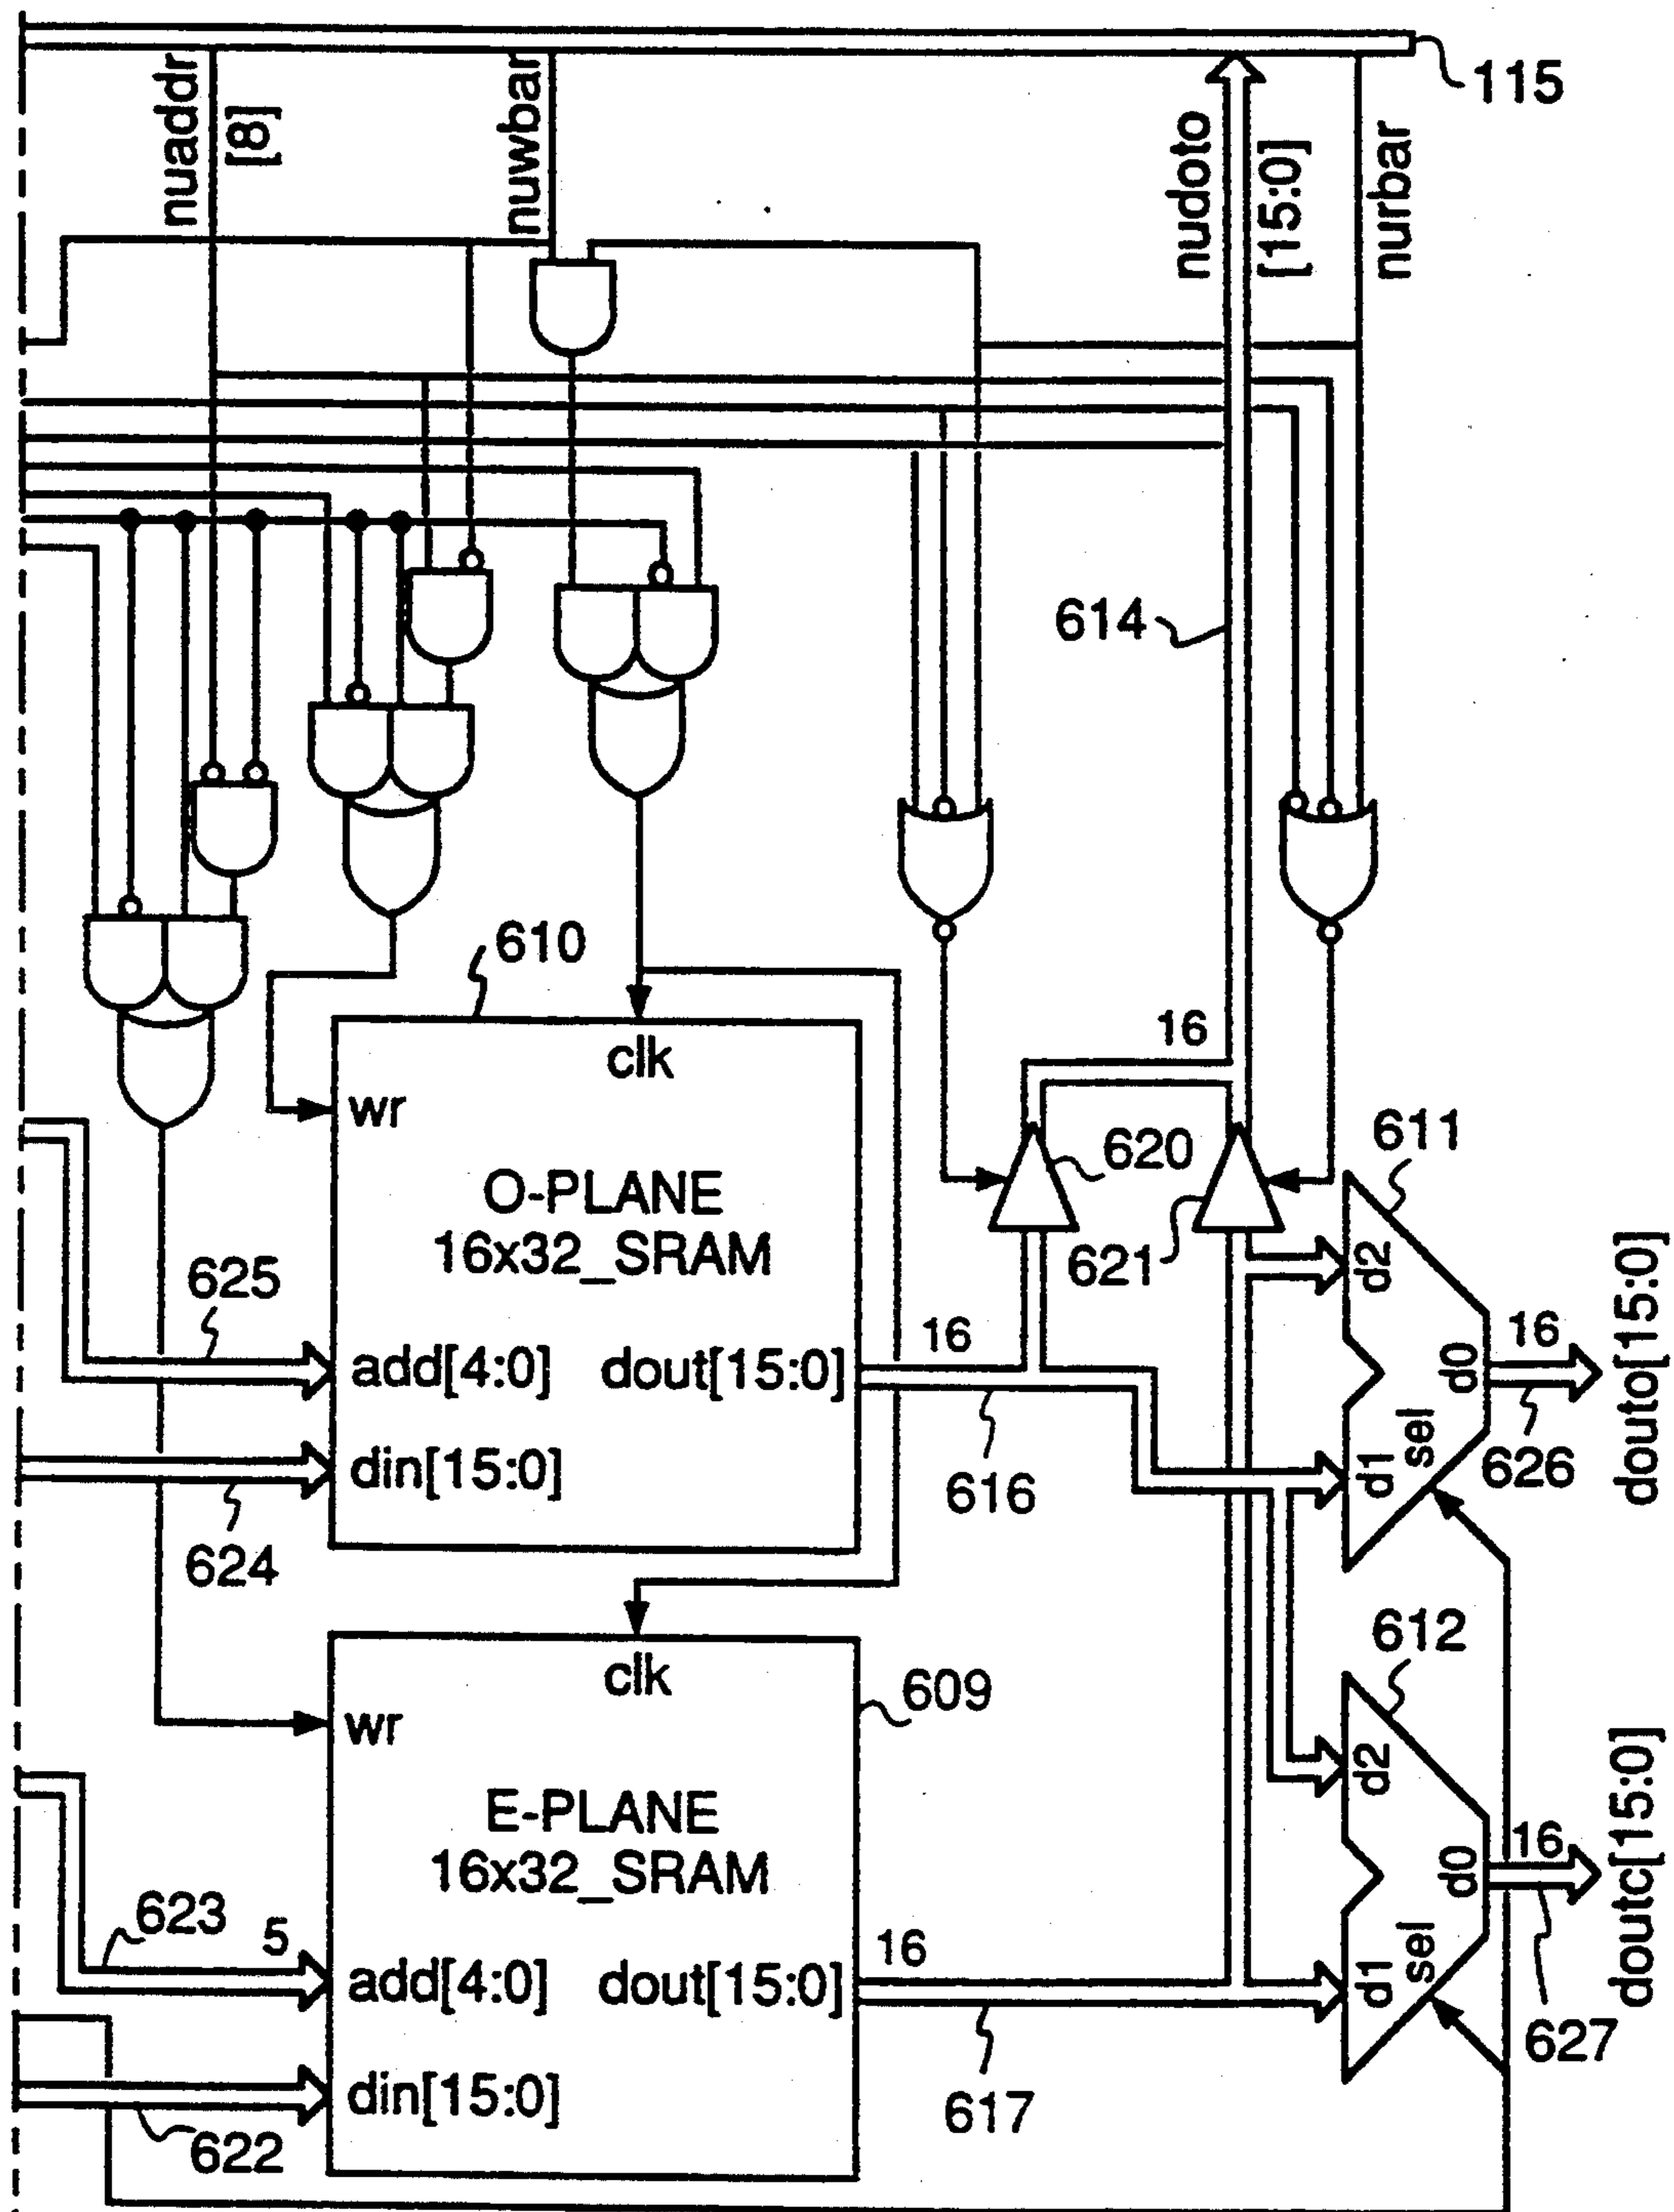 115
nuaddr
[8]
nuwbar
nudoto
[15:0]
nurbar
614
610
clk
wr
O-PLANE
16x32_SRAM
add[4:0]
dout[15:0]
din[15:0]
625
624
16
16
616
620
621
611
d2
d1
sel
d0
16
626
douto[15:0]
clk
609
wr
E-PLANE
16x32_SRAM
623
5
add[4:0]
dout[15:0]
din[15:0]
622
16
617
612
d2
d1
sel
d0
16
627
doutc[15:0]